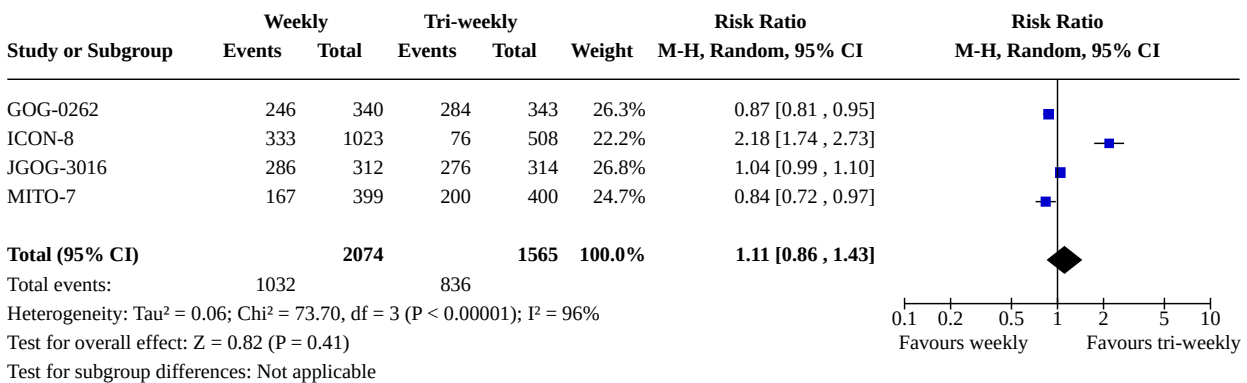 Weekly Tri-weekly Risk Ratio Risk Ratio
Study or Subgroup Events Total Events Total Weight M-H, Random, 95% CI M-H, Random, 95% CI
GOG-0262 246 340 284 343 26.3% 0.87 [0.81 , 0.95]
ICON-8 333 1023 76 508 22.2% 2.18 [1.74 , 2.73]
JGOG-3016 286 312 276 314 26.8% 1.04 [0.99 , 1.10]
MITO-7 167 399 200 400 24.7% 0.84 [0.72 , 0.97]
Total (95% CI) 2074 1565 100.0% 1.11 [0.86 , 1.43]
Total events: 1032 836
Heterogeneity: Tau² = 0.06; Chi² = 73.70, df = 3 (P < 0.00001); I² = 96%
0.1 0.2 0.5 1 2 5 10
Test for overall effect: Z = 0.82 (P = 0.41) Favours weekly Favours tri-weekly
Test for subgroup differences: Not applicable